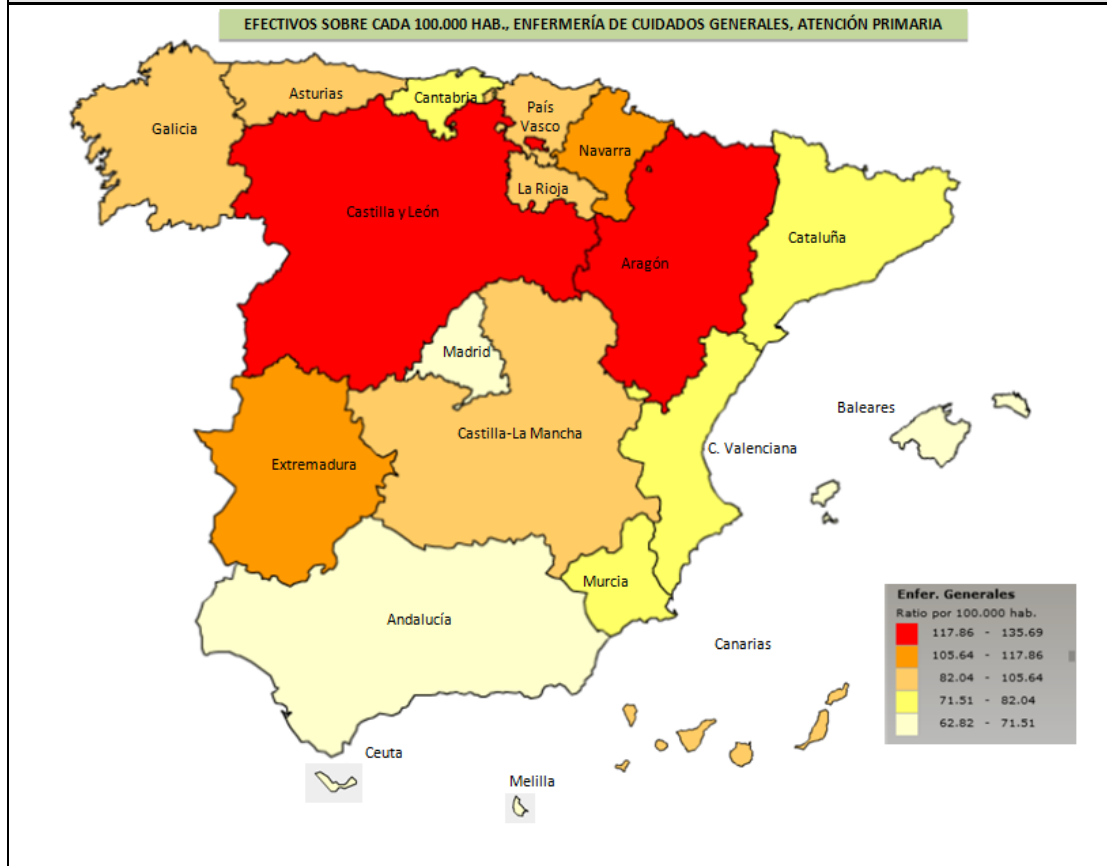 EFECTIVOS SOBRE CADA 100.000 HAB., ENFERMERÍA DE CUIDADOS GENERALES, ATENCIÓN PRIMARIA
Asturias
Cantabria
País
Vasco
Galicia
Navarra
La Rioja
Castilla y León
Cataluña
Aragón
Madrid
Baleares
Castilla-La Mancha
C. Valenciana
Extremadura
Murcia
Andalucía
Canarias
Ceuta
Melilla
Enfer. Generales
Ratio por 100.000 hab.
117.86 - 135.69
105.64 - 117.86
82.04 - 105.64
71.51 - 82.04
62.82 - 71.51